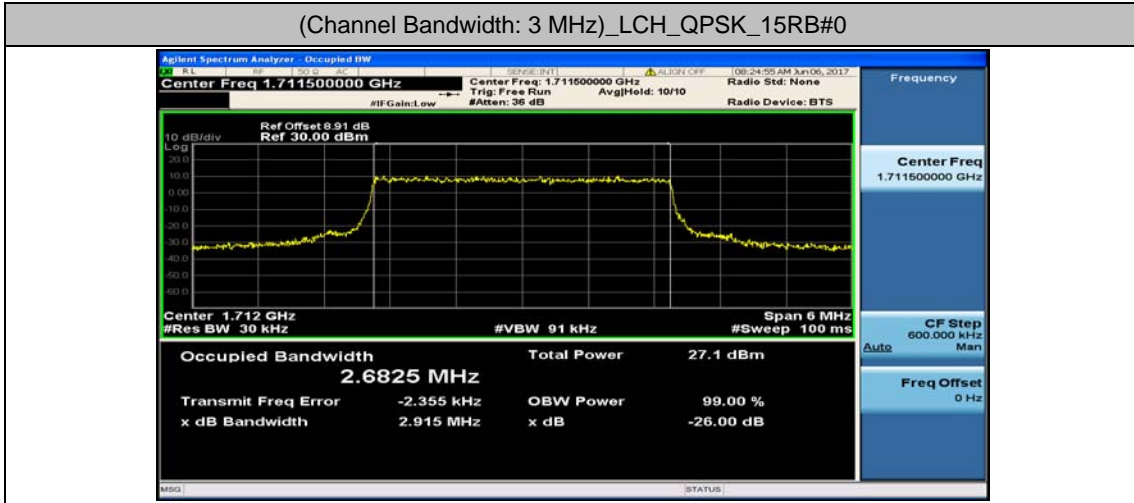 (Channel Bandwidth: 3 MHz)_LCH_QPSK_15RB#0
Agilent Spectrum Analyzer - Occupied BW
RL RF 50 Ω AC SENSE:INT ALIGN OFF 08:24:55 AM Jun 06, 2017
Center Freq 1.711500000 GHz Center Freq: 1.711500000 GHz Radio Std: None
Trig: Free Run Avg|Hold: 10/10
#IFGain:Low #Atten: 36 dB Radio Device: BTS
Frequency
Ref Offset 8.91 dB
10 dB/div Ref 30.00 dBm
Log
20.0
10.0
0.00
-10.0
-20.0
-30.0
-40.0
-50.0
-60.0
Center 1.712 GHz Span 6 MHz
#Res BW 30 kHz #VBW 91 kHz #Sweep 100 ms
Occupied Bandwidth Total Power 27.1 dBm
2.6825 MHz
Transmit Freq Error -2.355 kHz OBW Power 99.00 %
x dB Bandwidth 2.915 MHz x dB -26.00 dB
Center Freq
1.711500000 GHz
CF Step
600.000 kHz
Auto Man
Freq Offset
0 Hz
MSG STATUS